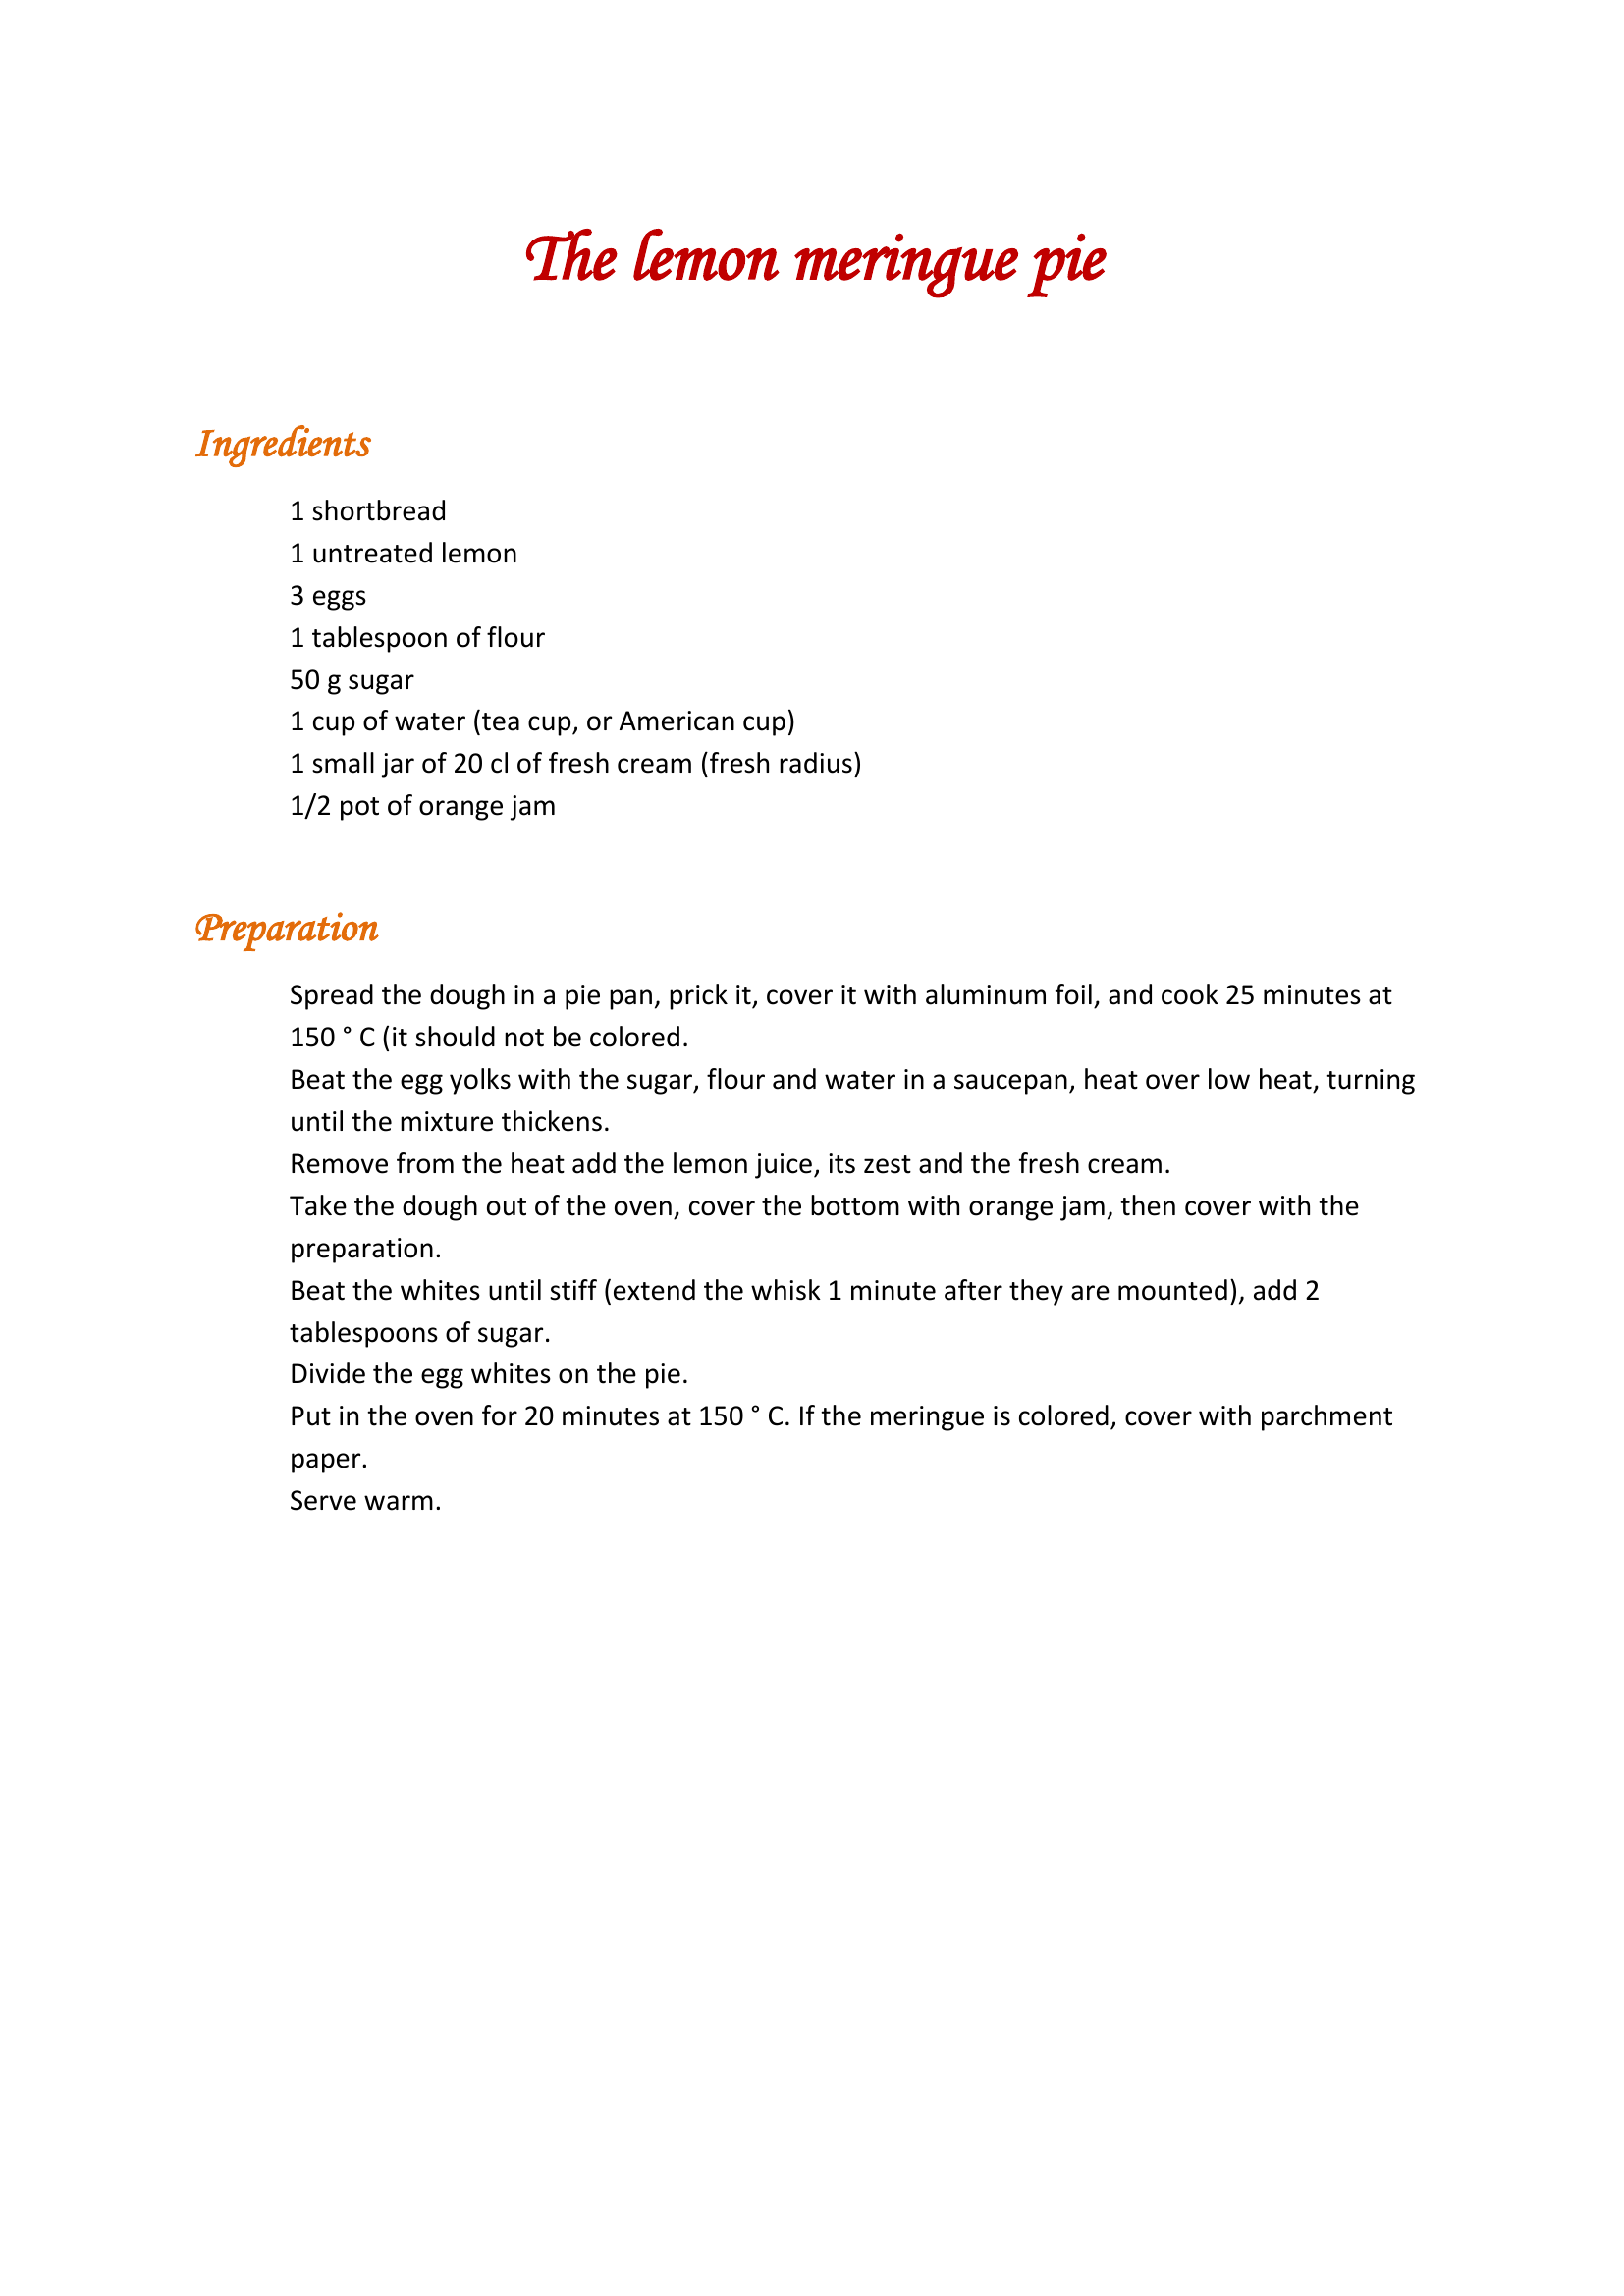 The lemon meringue pie
Ingredients
1 shortbread
1 untreated lemon
3 eggs
1 tablespoon of flour
50 g sugar
1 cup of water (tea cup, or American cup)
1 small jar of 20 cl of fresh cream (fresh radius)
1/2 pot of orange jam
Preparation
Spread the dough in a pie pan, prick it, cover it with aluminum foil, and cook 25 minutes at
150 ° C (it should not be colored.
Beat the egg yolks with the sugar, flour and water in a saucepan, heat over low heat, turning
until the mixture thickens.
Remove from the heat add the lemon juice, its zest and the fresh cream.
Take the dough out of the oven, cover the bottom with orange jam, then cover with the
preparation.
Beat the whites until stiff (extend the whisk 1 minute after they are mounted), add 2
tablespoons of sugar.
Divide the egg whites on the pie.
Put in the oven for 20 minutes at 150 ° C. If the meringue is colored, cover with parchment
paper.
Serve warm.